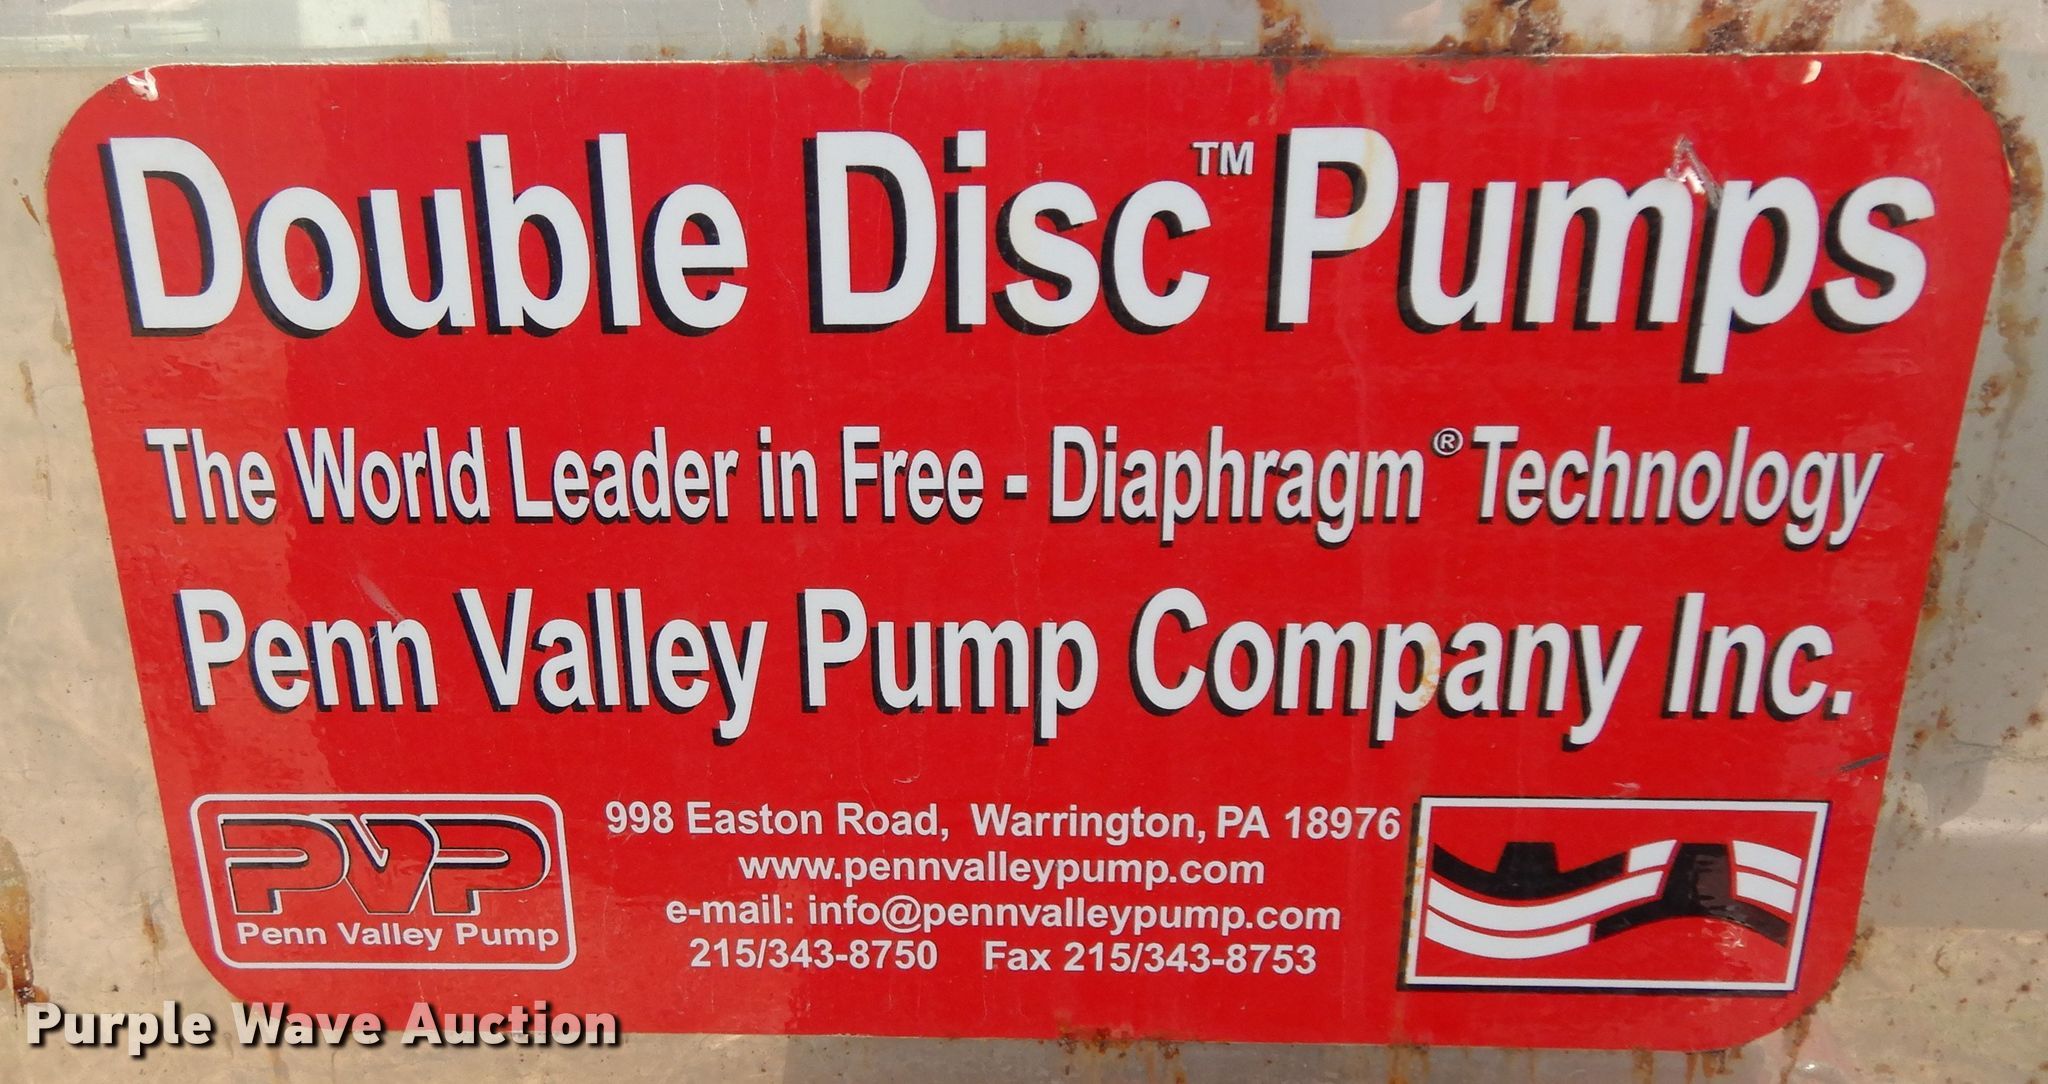 Double Disc™ Pumps
The World Leader in Free - Diaphragm® Technology
Penn Valley Pump Company Inc.
PVP
Penn Valley Pump
998 Easton Road, Warrington, PA 18976
www.pennvalleypump.com
e-mail: info@pennvalleypump.com
215/343-8750 Fax 215/343-8753
Purple Wave Auction